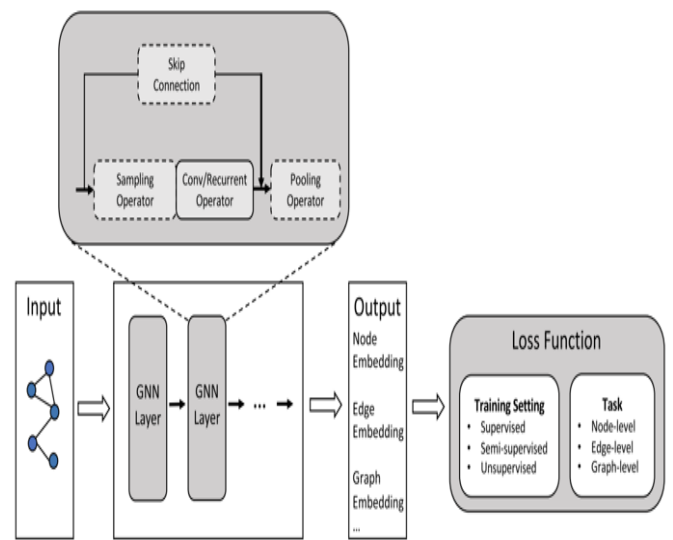 Skip
Connection
Sampling
Operator
Conv/Recurrent
Operator
Pooling
Operator
Input
GNN
Layer
GNN
Layer
...
Output
Node
Embedding
Edge
Embedding
Graph
Embedding
...
Loss Function
Training Setting
• Supervised
• Semi-supervised
• Unsupervised
Task
• Node-level
• Edge-level
• Graph-level